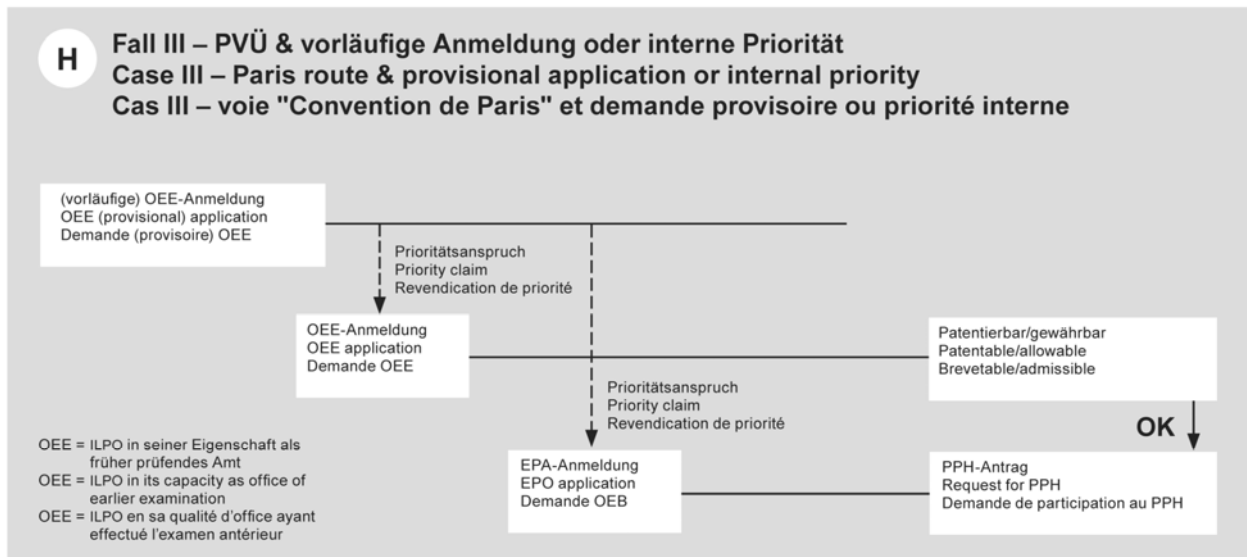 H
Fall III – PVÜ & vorläufige Anmeldung oder interne Priorität
Case III – Paris route & provisional application or internal priority
Cas III – voie "Convention de Paris" et demande provisoire ou priorité interne
(vorläufige) OEE-Anmeldung
OEE (provisional) application
Demande (provisoire) OEE
Prioritätsanspruch
Priority claim
Revendication de priorité
OEE-Anmeldung
OEE application
Demande OEE
Patentierbar/gewährbar
Patentable/allowable
Brevetable/admissible
Prioritätsanspruch
Priority claim
Revendication de priorité
OK
OEE = ILPO in seiner Eigenschaft als
früher prüfendes Amt
OEE = ILPO in its capacity as office of
earlier examination
OEE = ILPO en sa qualité d'office ayant
effectué l'examen antérieur
EPA-Anmeldung
EPO application
Demande OEB
PPH-Antrag
Request for PPH
Demande de participation au PPH